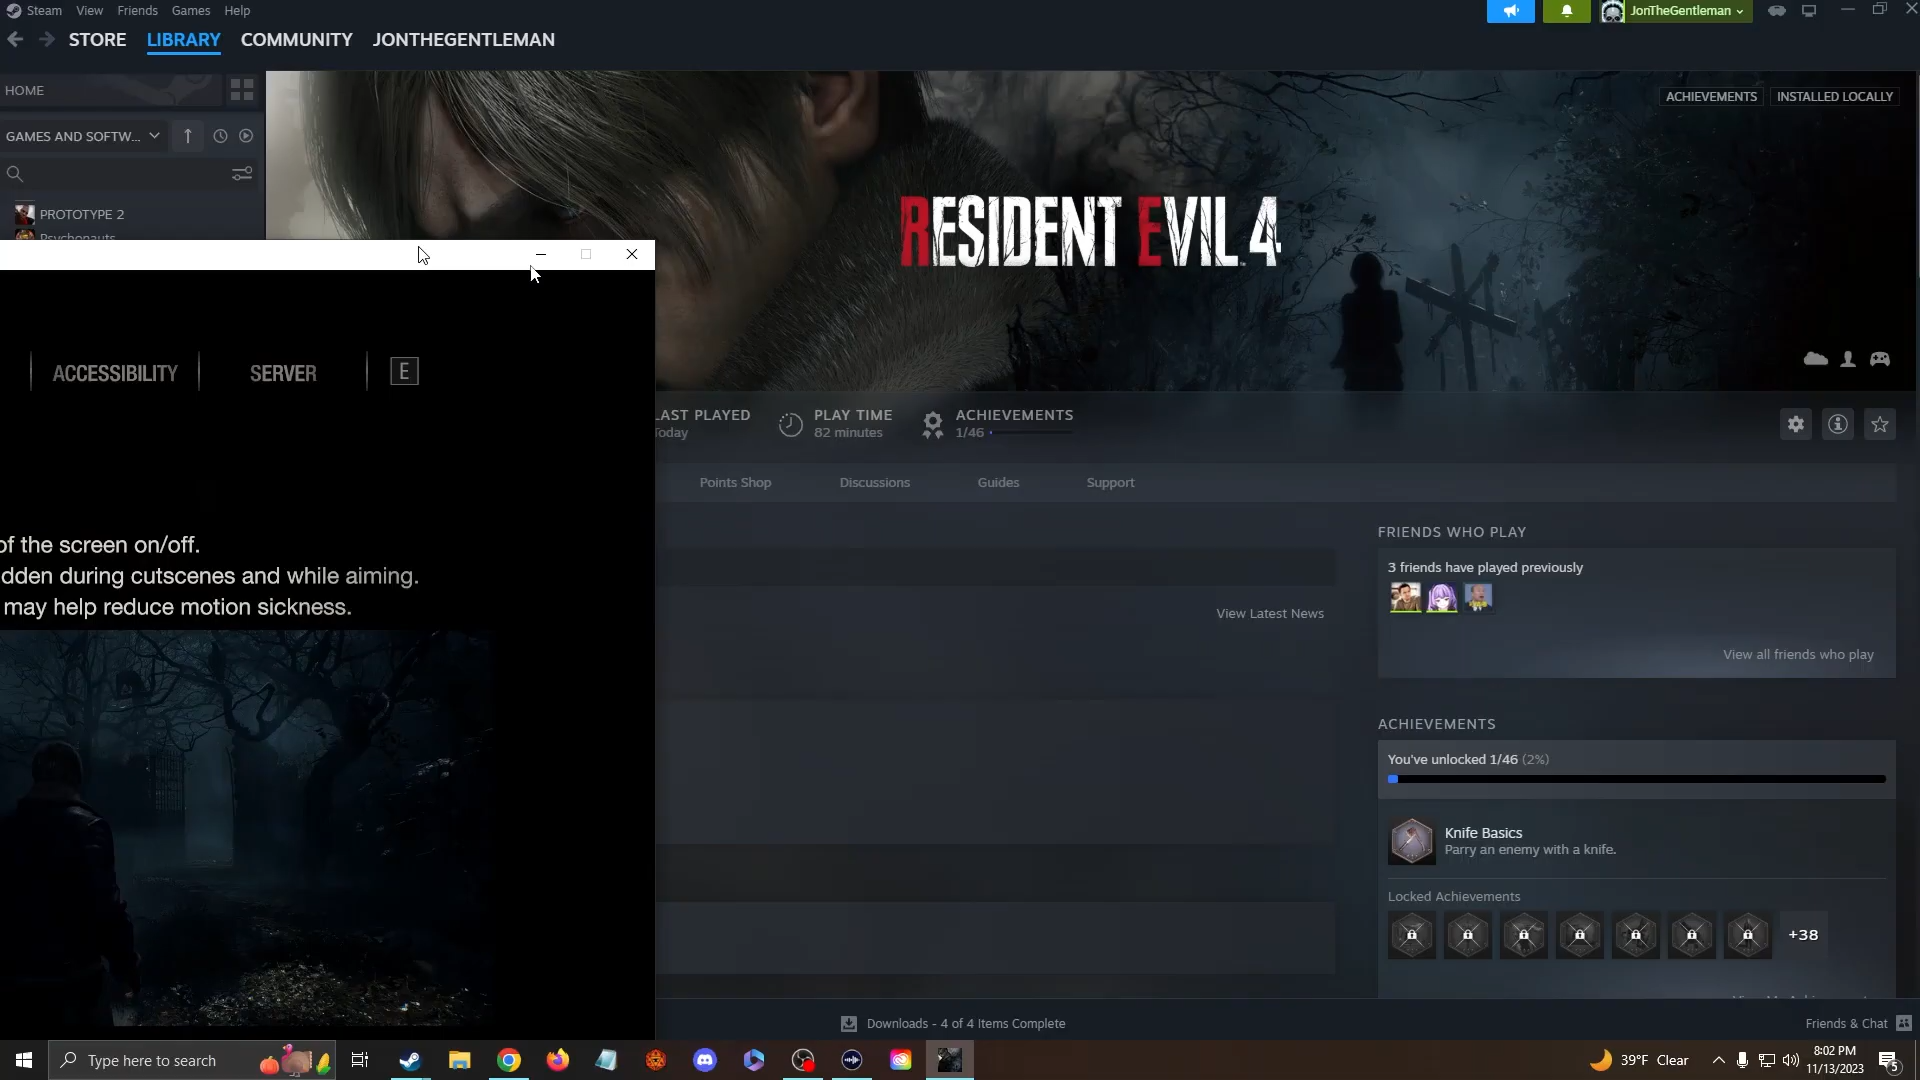 Steam View Friends Games Help
JonTheGentleman
STORE LIBRARY COMMUNITY JONTHEGENTLEMAN
HOME
ACHIEVEMENTS INSTALLED LOCALLY
GAMES AND SOFTW...
PROTOTYPE 2
Psychonauts
RESIDENT EVIL 4
ACCESSIBILITY SERVER E
LAST PLAYED PLAY TIME ACHIEVEMENTS
Today 82 minutes 1/46
Points Shop Discussions Guides Support
of the screen on/off.
dden during cutscenes and while aiming.
may help reduce motion sickness.
View Latest News
FRIENDS WHO PLAY
3 friends have played previously
View all friends who play
ACHIEVEMENTS
You've unlocked 1/46 (2%)
Knife Basics
Parry an enemy with a knife.
Locked Achievements
+38
Downloads - 4 of 4 Items Complete
Friends & Chat
Type here to search
39°F Clear
8:02 PM
11/13/2023
5